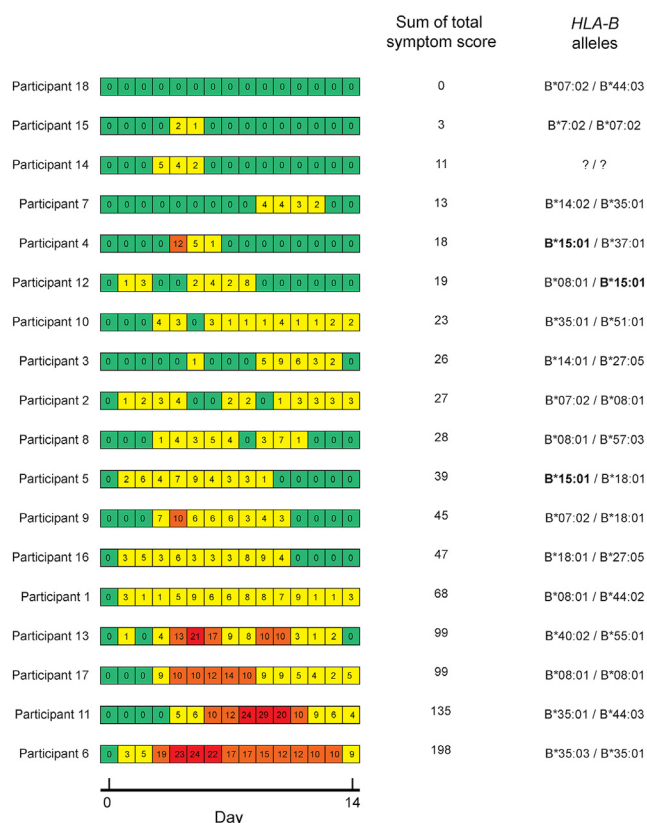 Sum of total symptom score
HLA-B alleles
Participant 18 0 0 0 0 0 0 0 0 0 0 0 0 0 0 0 0 B*07:02 / B*44:03
Participant 15 0 0 0 0 2 1 0 0 0 0 0 0 0 0 0 3 B*7:02 / B*07:02
Participant 14 0 0 0 5 4 2 0 0 0 0 0 0 0 0 0 11 ? / ?
Participant 7 0 0 0 0 0 0 0 0 0 4 4 3 2 0 0 13 B*14:02 / B*35:01
Participant 4 0 0 0 0 12 5 1 0 0 0 0 0 0 0 0 18 B*15:01 / B*37:01
Participant 12 0 1 3 0 0 2 4 2 8 0 0 0 0 0 0 19 B*08:01 / B*15:01
Participant 10 0 0 0 4 3 0 3 1 1 1 4 1 1 2 2 23 B*35:01 / B*51:01
Participant 3 0 0 0 0 0 1 0 0 0 5 9 6 3 2 0 26 B*14:01 / B*27:05
Participant 2 0 1 2 3 4 0 0 2 2 0 1 3 3 3 3 27 B*07:02 / B*08:01
Participant 8 0 0 0 1 4 3 5 4 0 3 7 1 0 0 0 28 B*08:01 / B*57:03
Participant 5 0 2 6 4 7 9 4 3 3 1 0 0 0 0 0 39 B*15:01 / B*18:01
Participant 9 0 0 0 7 10 6 6 6 3 4 3 0 0 0 0 45 B*07:02 / B*18:01
Participant 16 0 3 5 3 6 3 3 3 8 9 4 0 0 0 0 47 B*18:01 / B*27:05
Participant 1 0 3 1 1 5 9 6 6 8 8 7 9 1 1 3 68 B*08:01 / B*44:02
Participant 13 0 1 0 4 13 21 17 9 8 10 10 3 1 2 0 99 B*40:02 / B*55:01
Participant 17 0 0 0 9 10 10 12 14 10 9 9 5 4 2 5 99 B*08:01 / B*08:01
Participant 11 0 0 0 0 5 6 10 12 24 29 20 10 9 6 4 135 B*35:01 / B*44:03
Participant 6 0 3 5 19 23 24 22 17 17 15 12 12 10 10 9 198 B*35:03 / B*35:01
0 14
Day